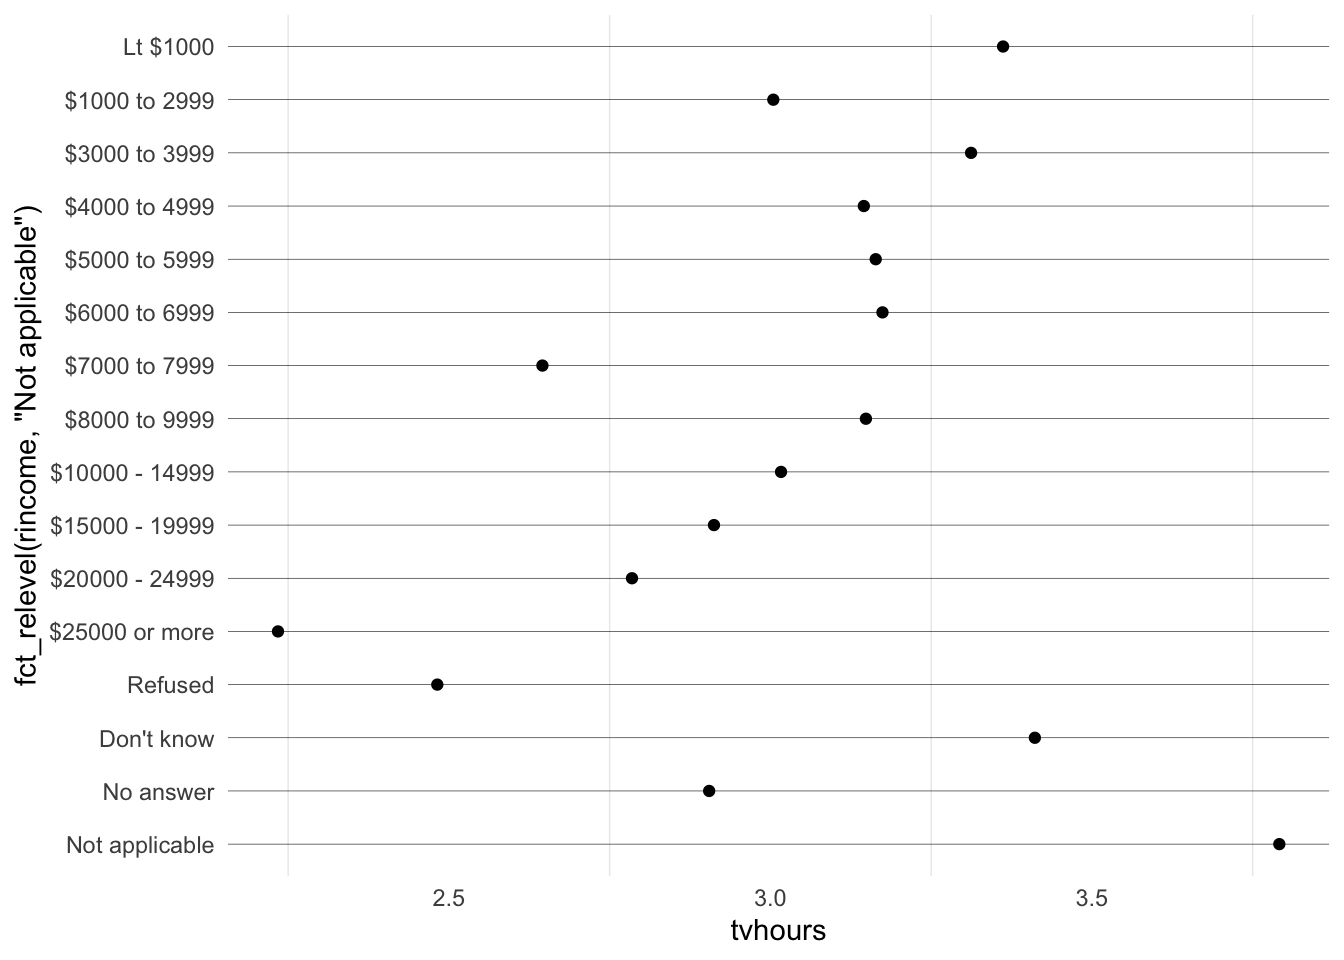 fct_relevel(rincome, "Not applicable")
Lt $1000
$1000 to 2999
$3000 to 3999
$4000 to 4999
$5000 to 5999
$6000 to 6999
$7000 to 7999
$8000 to 9999
$10000 - 14999
$15000 - 19999
$20000 - 24999
$25000 or more
Refused
Don't know
No answer
Not applicable
2.5 3.0 3.5
tvhours